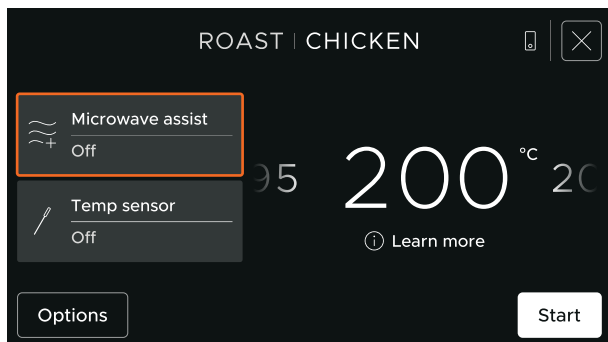 ROAST | CHICKEN
Microwave assist
Off
95 200 °C 20
Temp sensor
Off
Learn more
Options
Start